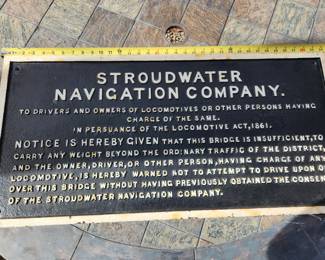 STROUDWATER
NAVIGATION COMPANY.
TO DRIVERS AND OWNERS OF LOCOMOTIVES OR OTHER PERSONS HAVING
CHARGE OF THE SAME.
IN PERSUANCE OF THE LOCOMOTIVE ACT, 1861.
NOTICE IS HEREBY GIVEN THAT THIS BRIDGE IS INSUFFICIENT, TO
CARRY ANY WEIGHT BEYOND THE ORDINARY TRAFFIC OF THE DISTRICT,
AND THE OWNER, DRIVER, OR OTHER PERSON, HAVING CHARGE OF ANY
LOCOMOTIVE, IS HEREBY WARNED NOT TO ATTEMPT TO DRIVE UPON OR
OVER THIS BRIDGE WITHOUT HAVING PREVIOUSLY OBTAINED THE CONSENT
OF THE STROUDWATER NAVIGATION COMPANY.